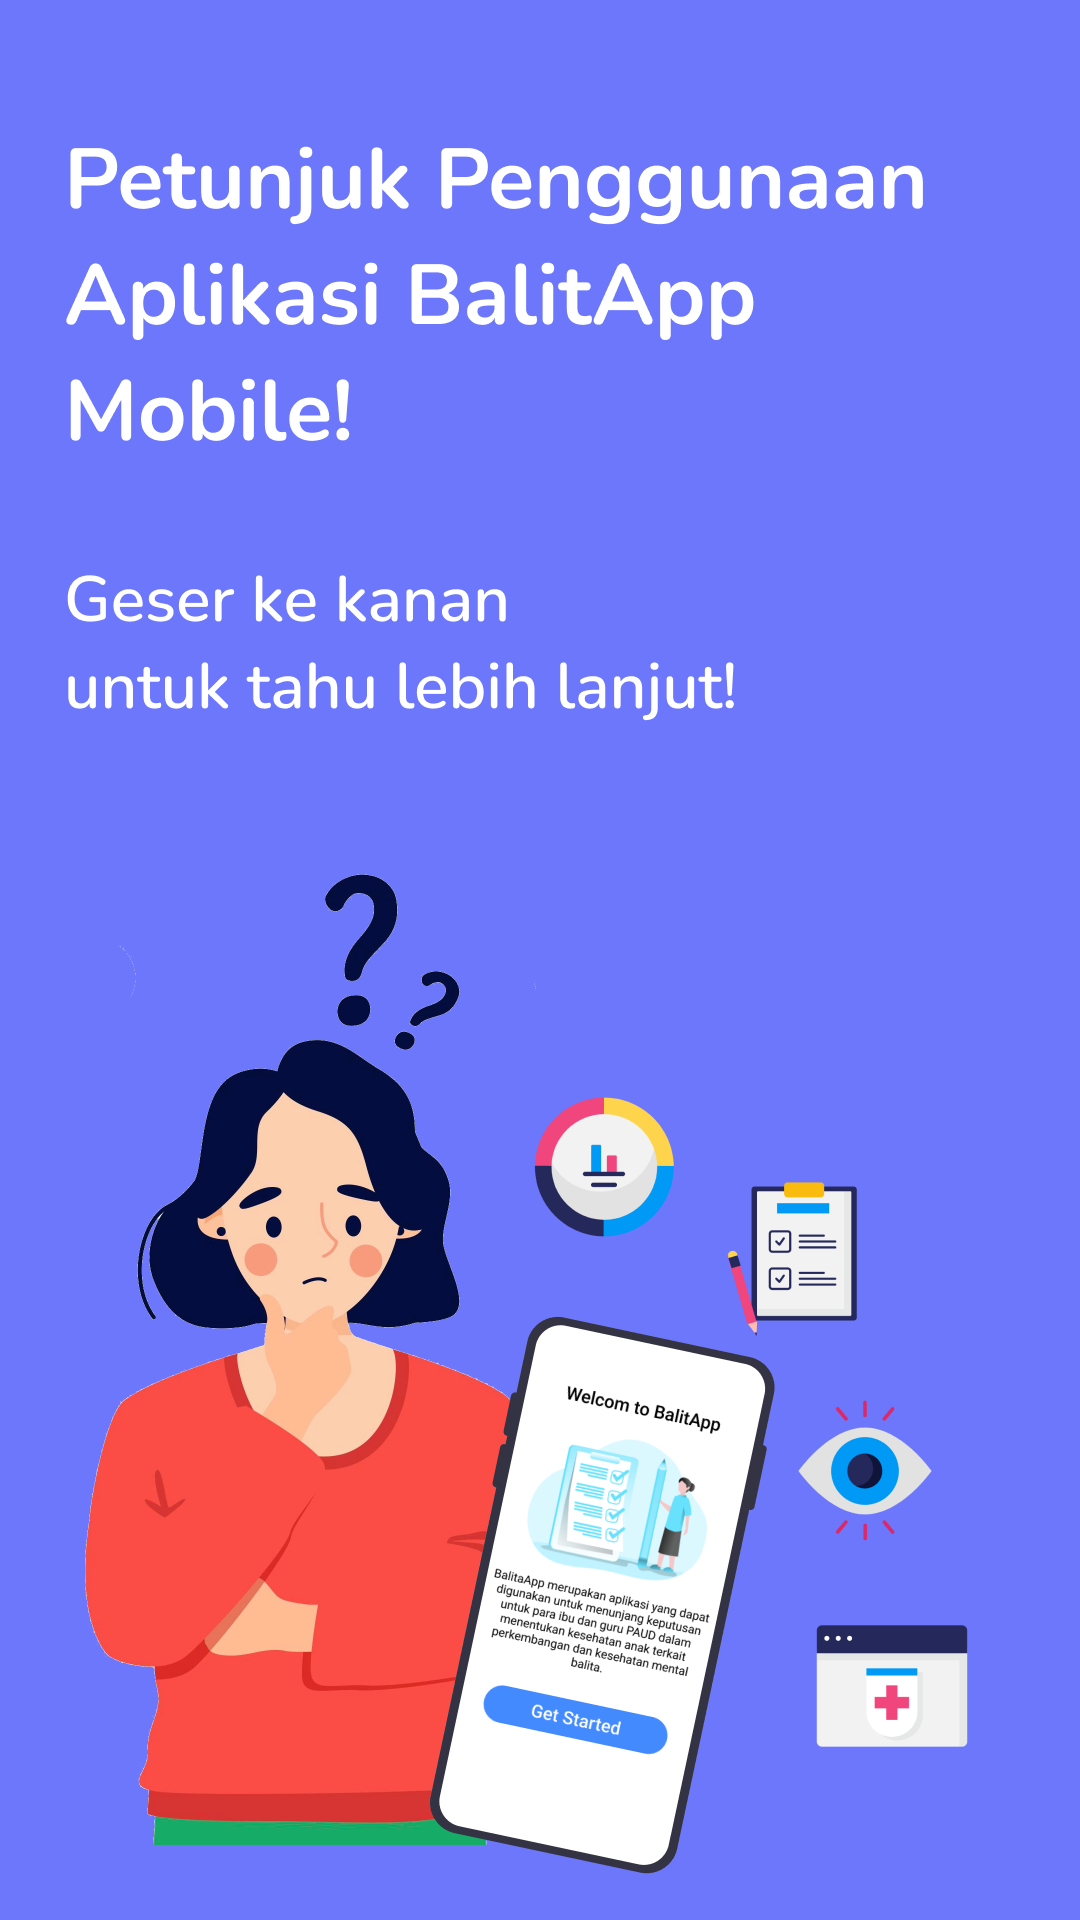 Petunjuk Penggunaan
Aplikasi BalitApp
Mobile!
Geser ke kanan
untuk tahu lebih lanjut!
??
Welcom to BalitApp
BalitaApp merupakan aplikasi yang dapat
digunakan untuk menunjang keputusan
untuk para ibu dan guru PAUD dalam
menentukan kesehatan anak terkait
perkembangan dan kesehatan mental
balita.
Get Started